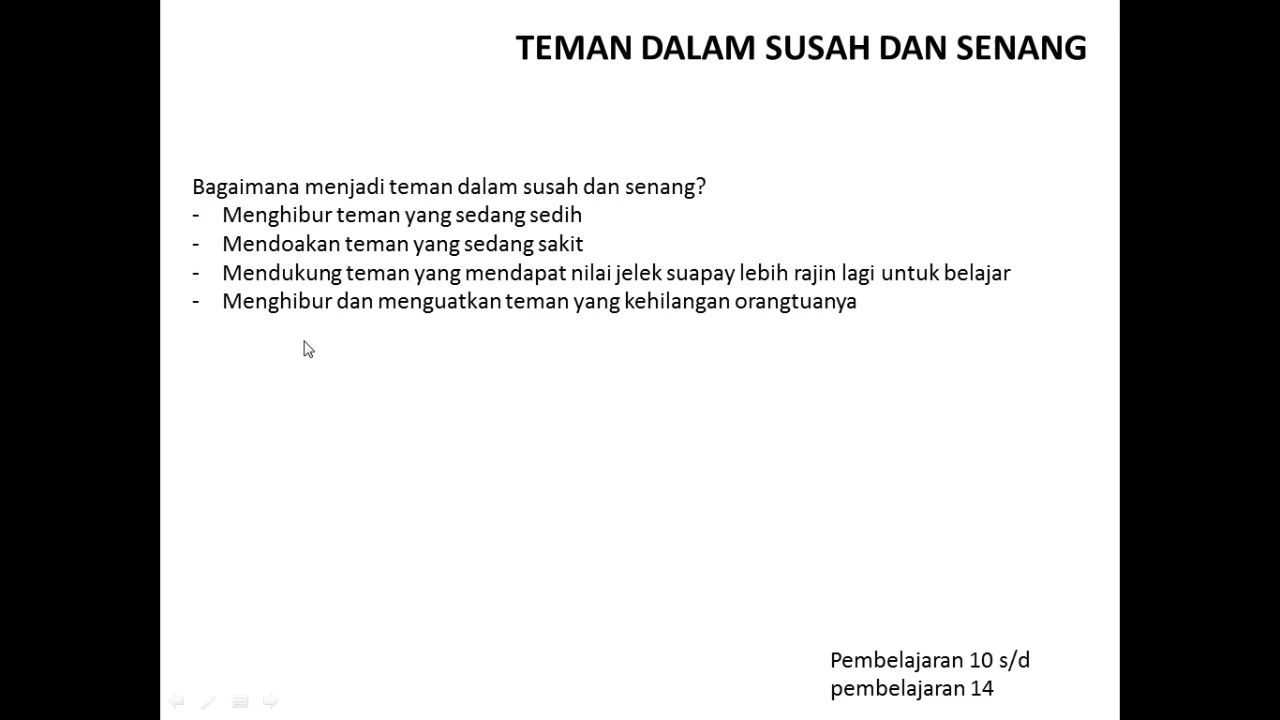 TEMAN DALAM SUSAH DAN SENANG
Bagaimana menjadi teman dalam susah dan senang?
- Menghibur teman yang sedang sedih
- Mendoakan teman yang sedang sakit
- Mendukung teman yang mendapat nilai jelek suapay lebih rajin lagi untuk belajar
- Menghibur dan menguatkan teman yang kehilangan orangtuanya
Pembelajaran 10 s/d
pembelajaran 14